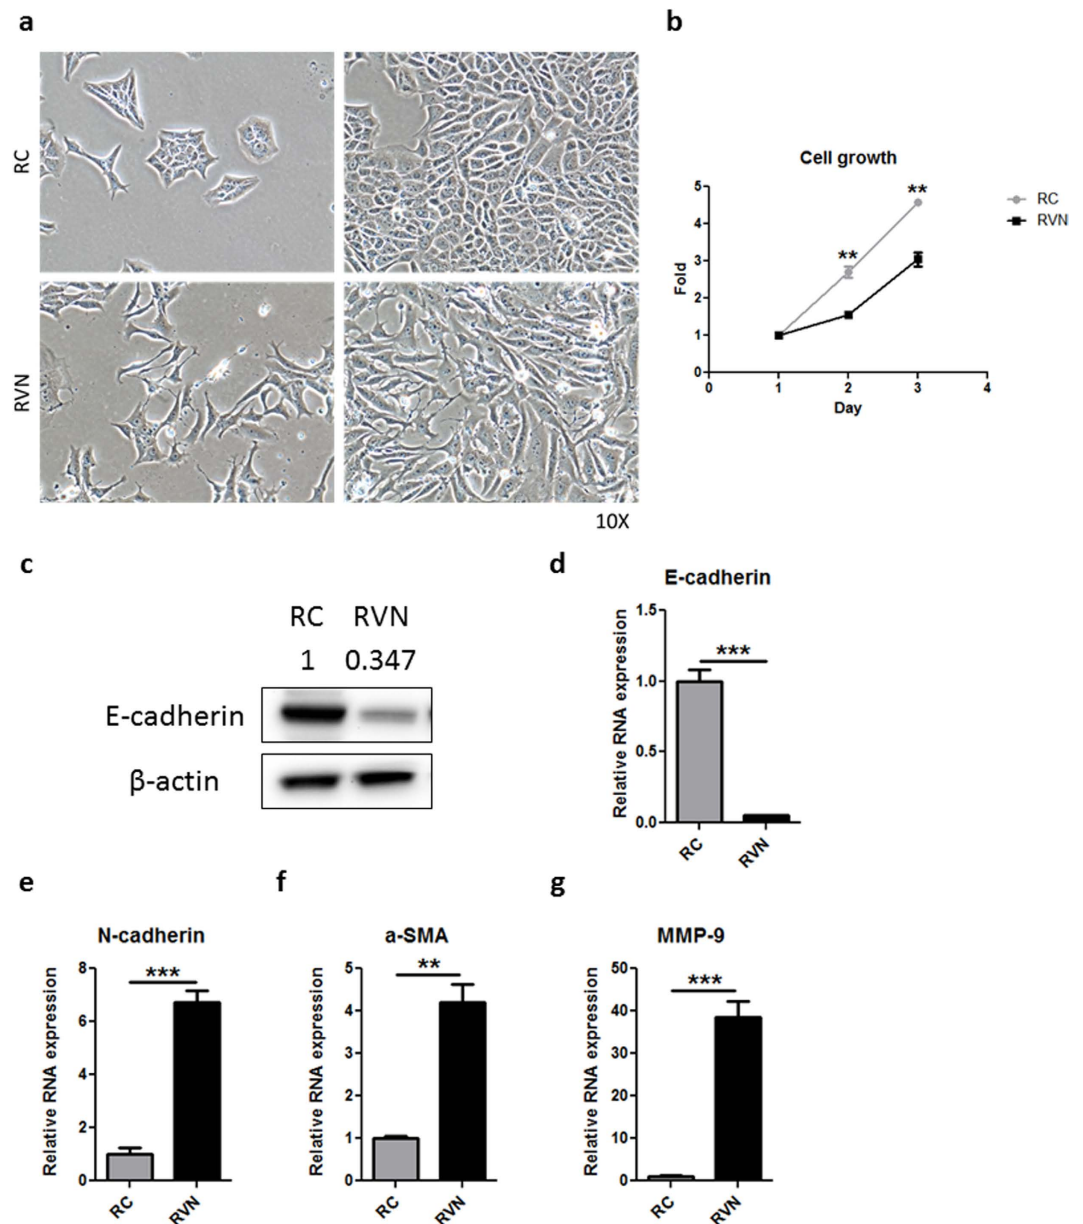 a
RC
RVN
10X
b
Cell growth
Fold
5
4
3
2
1
0
0 1 2 3 4
Day
**
**
RC
RVN
c
RC RVN
1 0.347
E-cadherin
β-actin
d
E-cadherin
Relative RNA expression
1.5
1.0
0.5
0.0
***
RC RVN
e
N-cadherin
Relative RNA expression
8
6
4
2
0
***
RC RVN
f
a-SMA
Relative RNA expression
5
4
3
2
1
0
**
RC RVN
g
MMP-9
Relative RNA expression
50
40
30
20
10
0
***
RC RVN